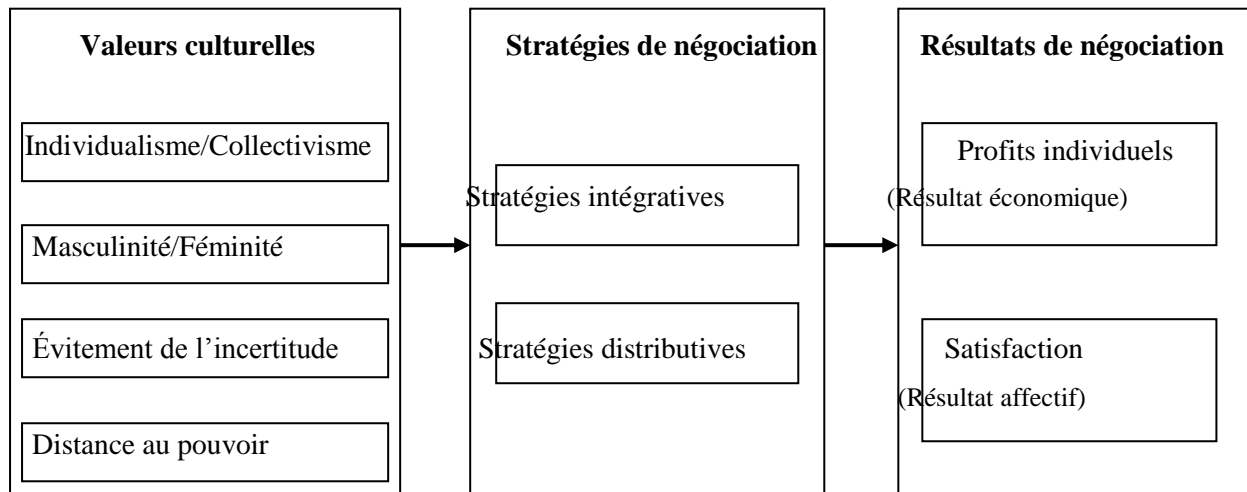 Valeurs culturelles
Individualisme/Collectivisme
Masculinité/Féminité
Évitement de l’incertitude
Distance au pouvoir
Stratégies de négociation
Stratégies intégratives
Stratégies distributives
Résultats de négociation
Profits individuels
(Résultat économique)
Satisfaction
(Résultat affectif)